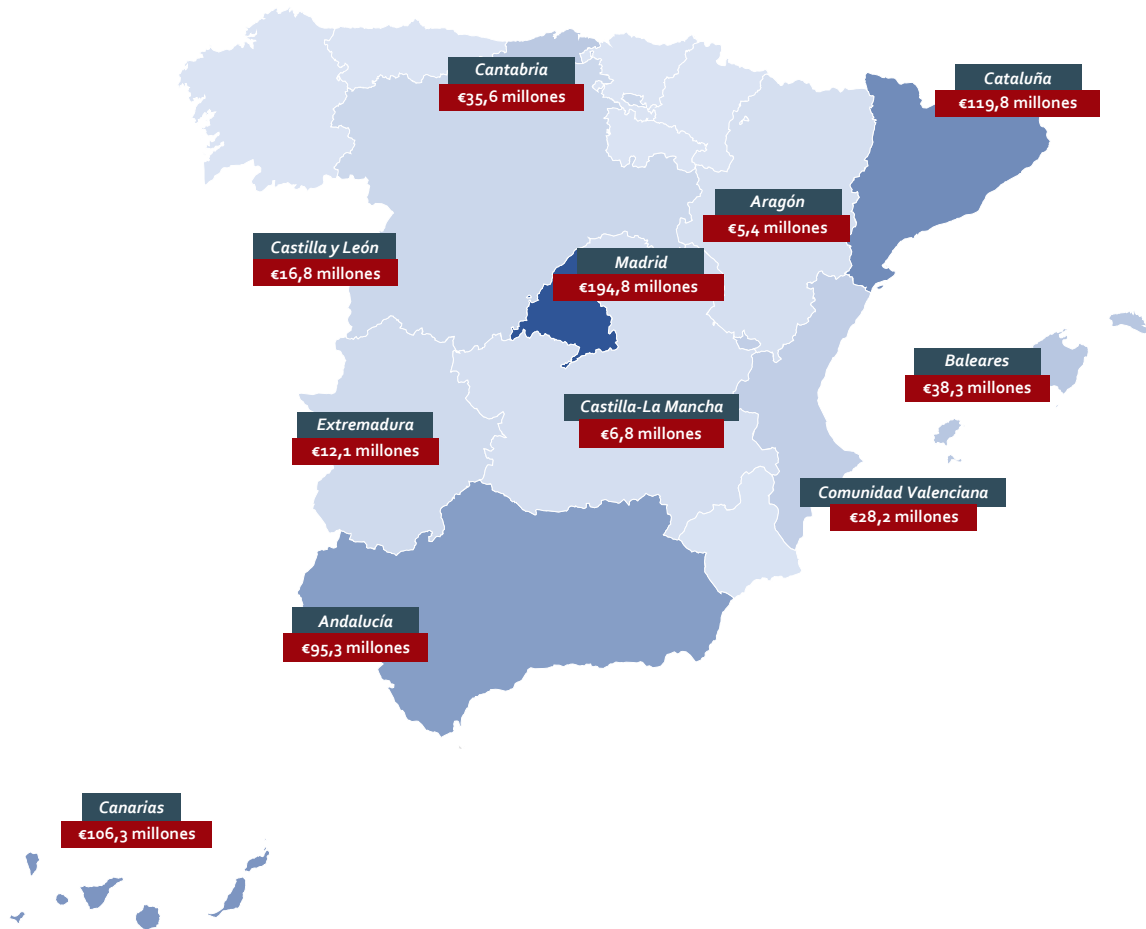 Cantabria
€35,6 millones
Cataluña
€119,8 millones
Aragón
€5,4 millones
Castilla y León
€16,8 millones
Madrid
€194,8 millones
Baleares
€38,3 millones
Castilla-La Mancha
€6,8 millones
Extremadura
€12,1 millones
Comunidad Valenciana
€28,2 millones
Andalucía
€95,3 millones
Canarias
€106,3 millones